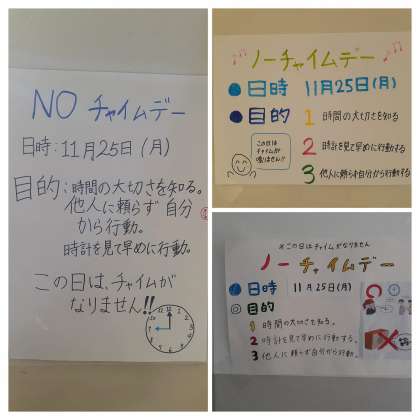 NO チャイムデー
日時：11月25日（月）
目的：時間の大切さを知る。
他人に頼らず 自分
から行動。
時計を見て早めに行動。
この日は、チャイムが
なりません!!
ノーチャイムデー
日時 11月25日(月)
目的 1 時間の大切さを知る
この日は
チャイムが
鳴りません!!
2 時計を見て早めに行動する
3 他人に頼らず自分から行動する
※この日はチャイムがなりません
ノーチャイムデー
日時 11月25日(月)
目的
1 時間の大切さを知る。
2 時計を見て早めに行動する。
3 他人に頼らず自分から行動。